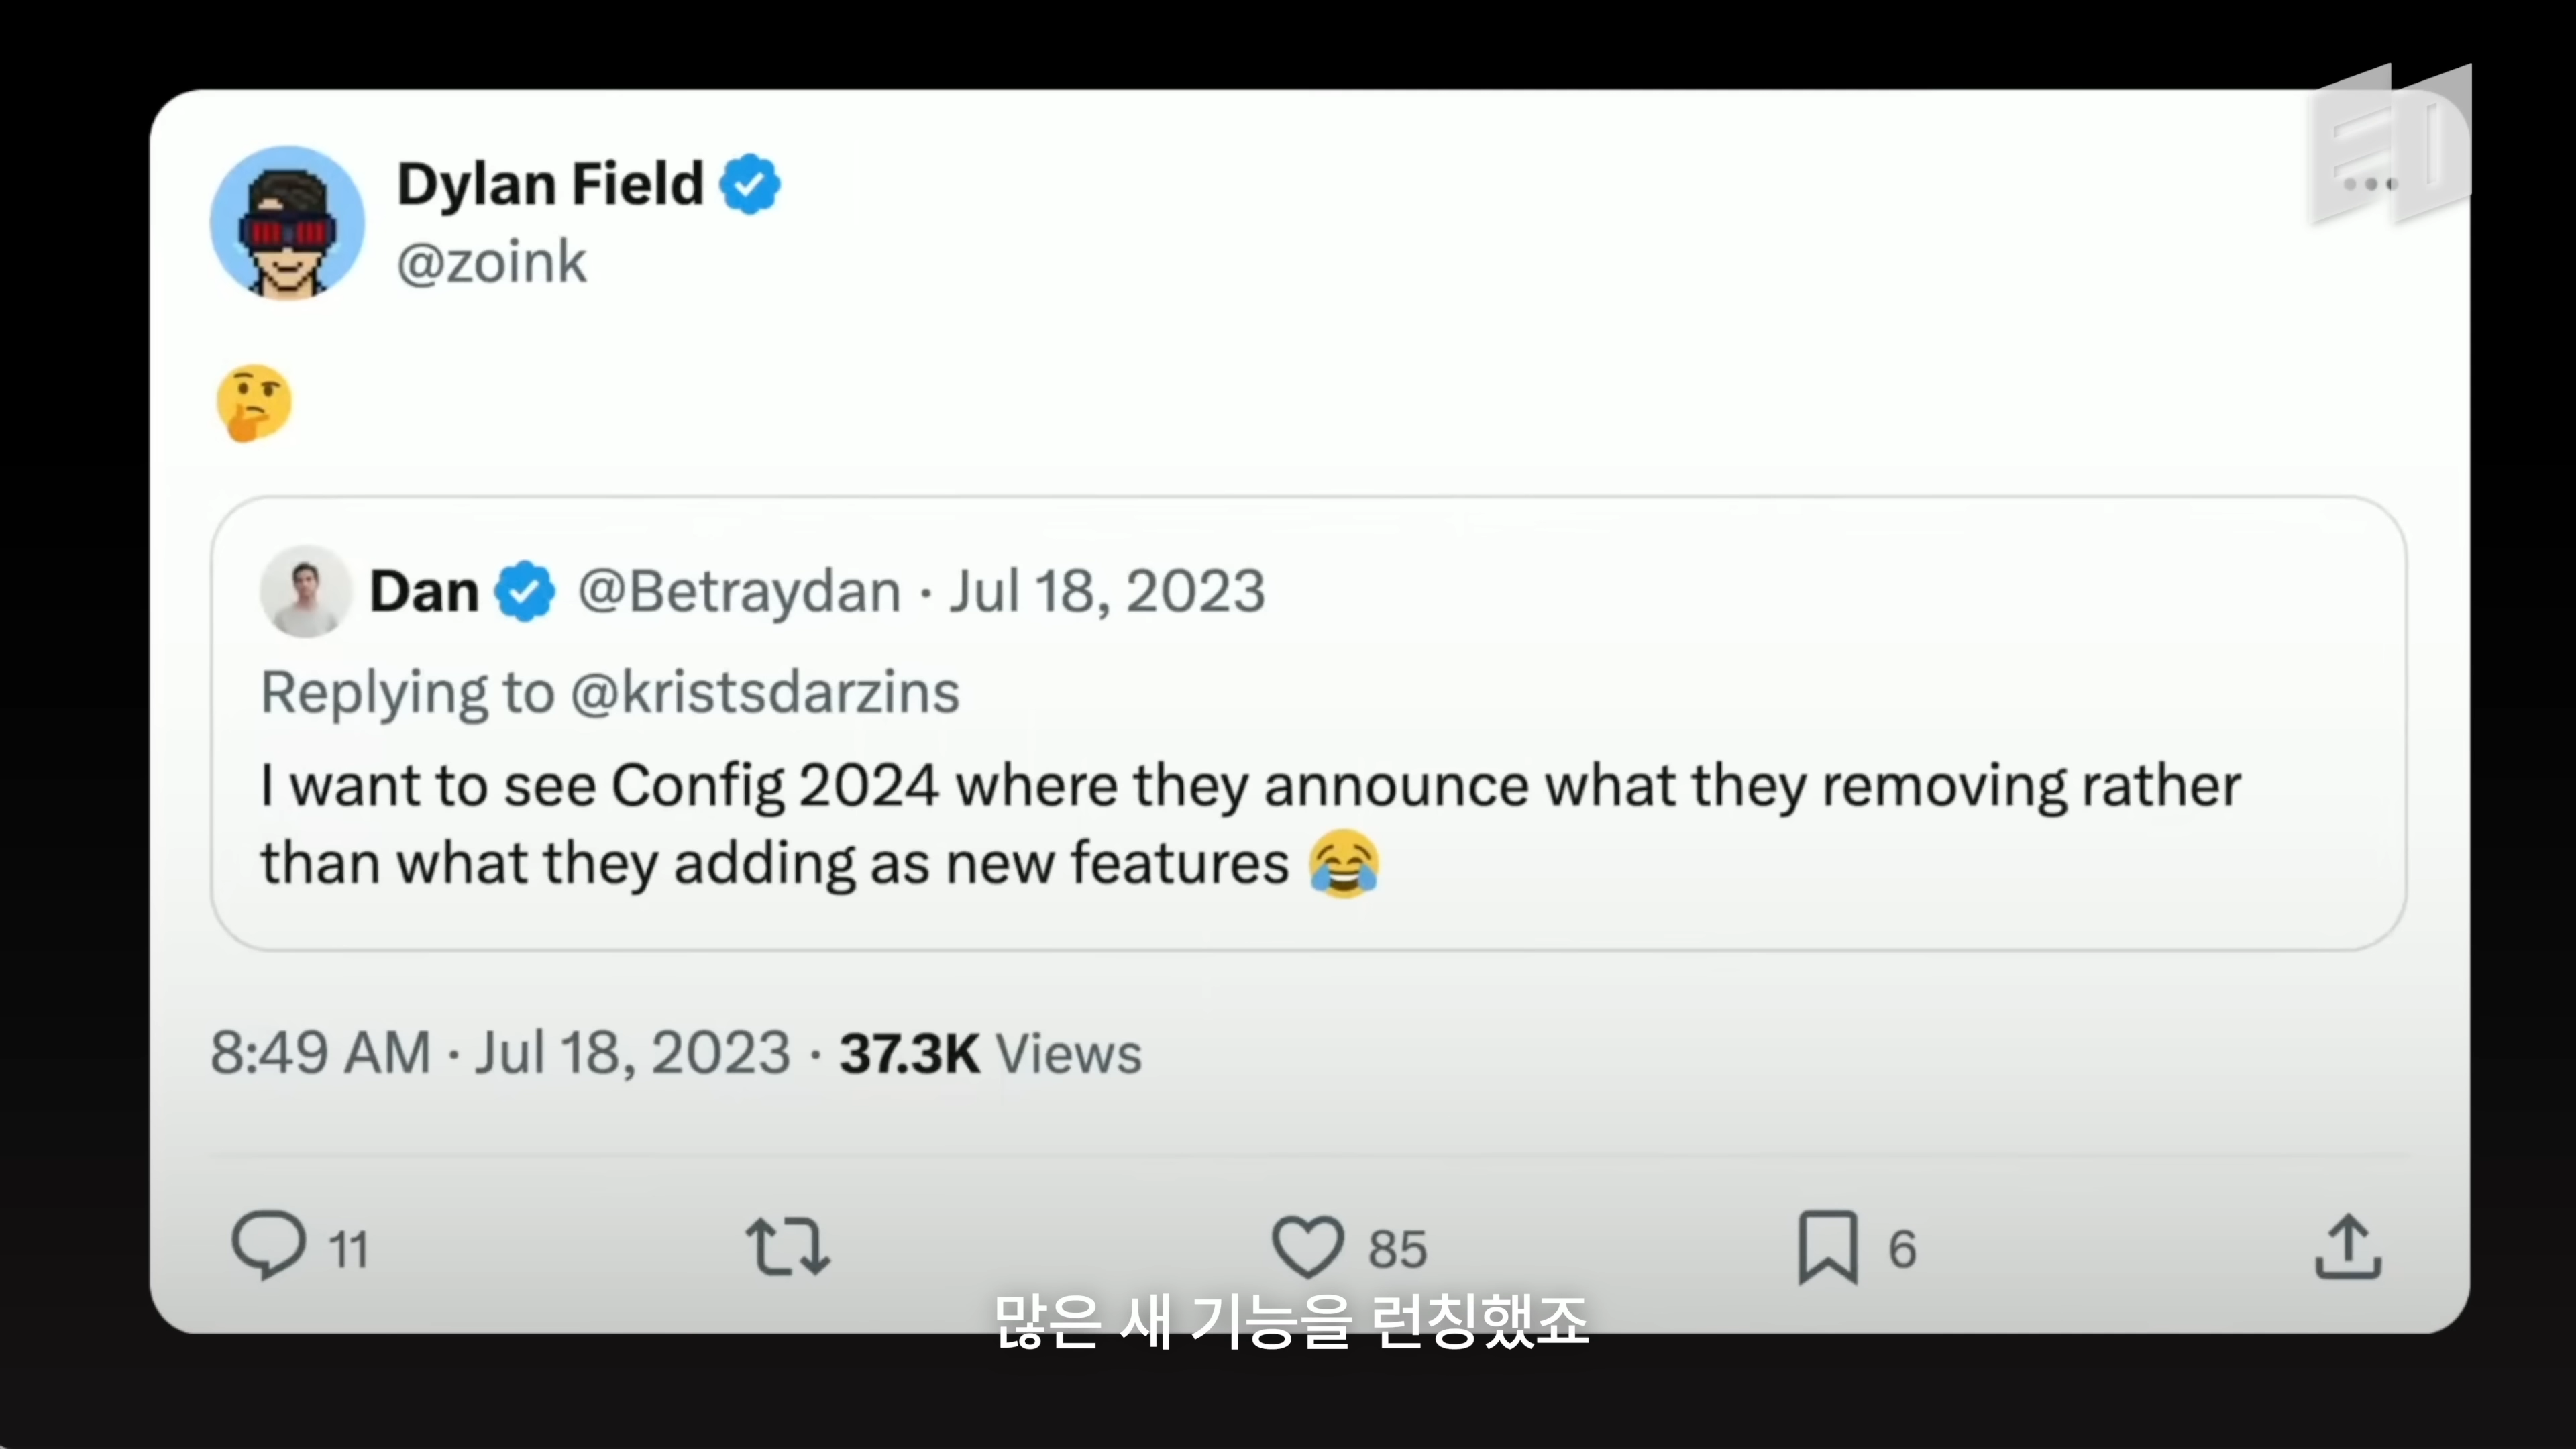 Dylan Field
@zoink
🤔
Dan @Betraydan · Jul 18, 2023
Replying to @kristsdarzins
I want to see Config 2024 where they announce what they removing rather
than what they adding as new features 😂
8:49 AM · Jul 18, 2023 · 37.3K Views
11 85 6
많은 새 기능을 런칭했죠